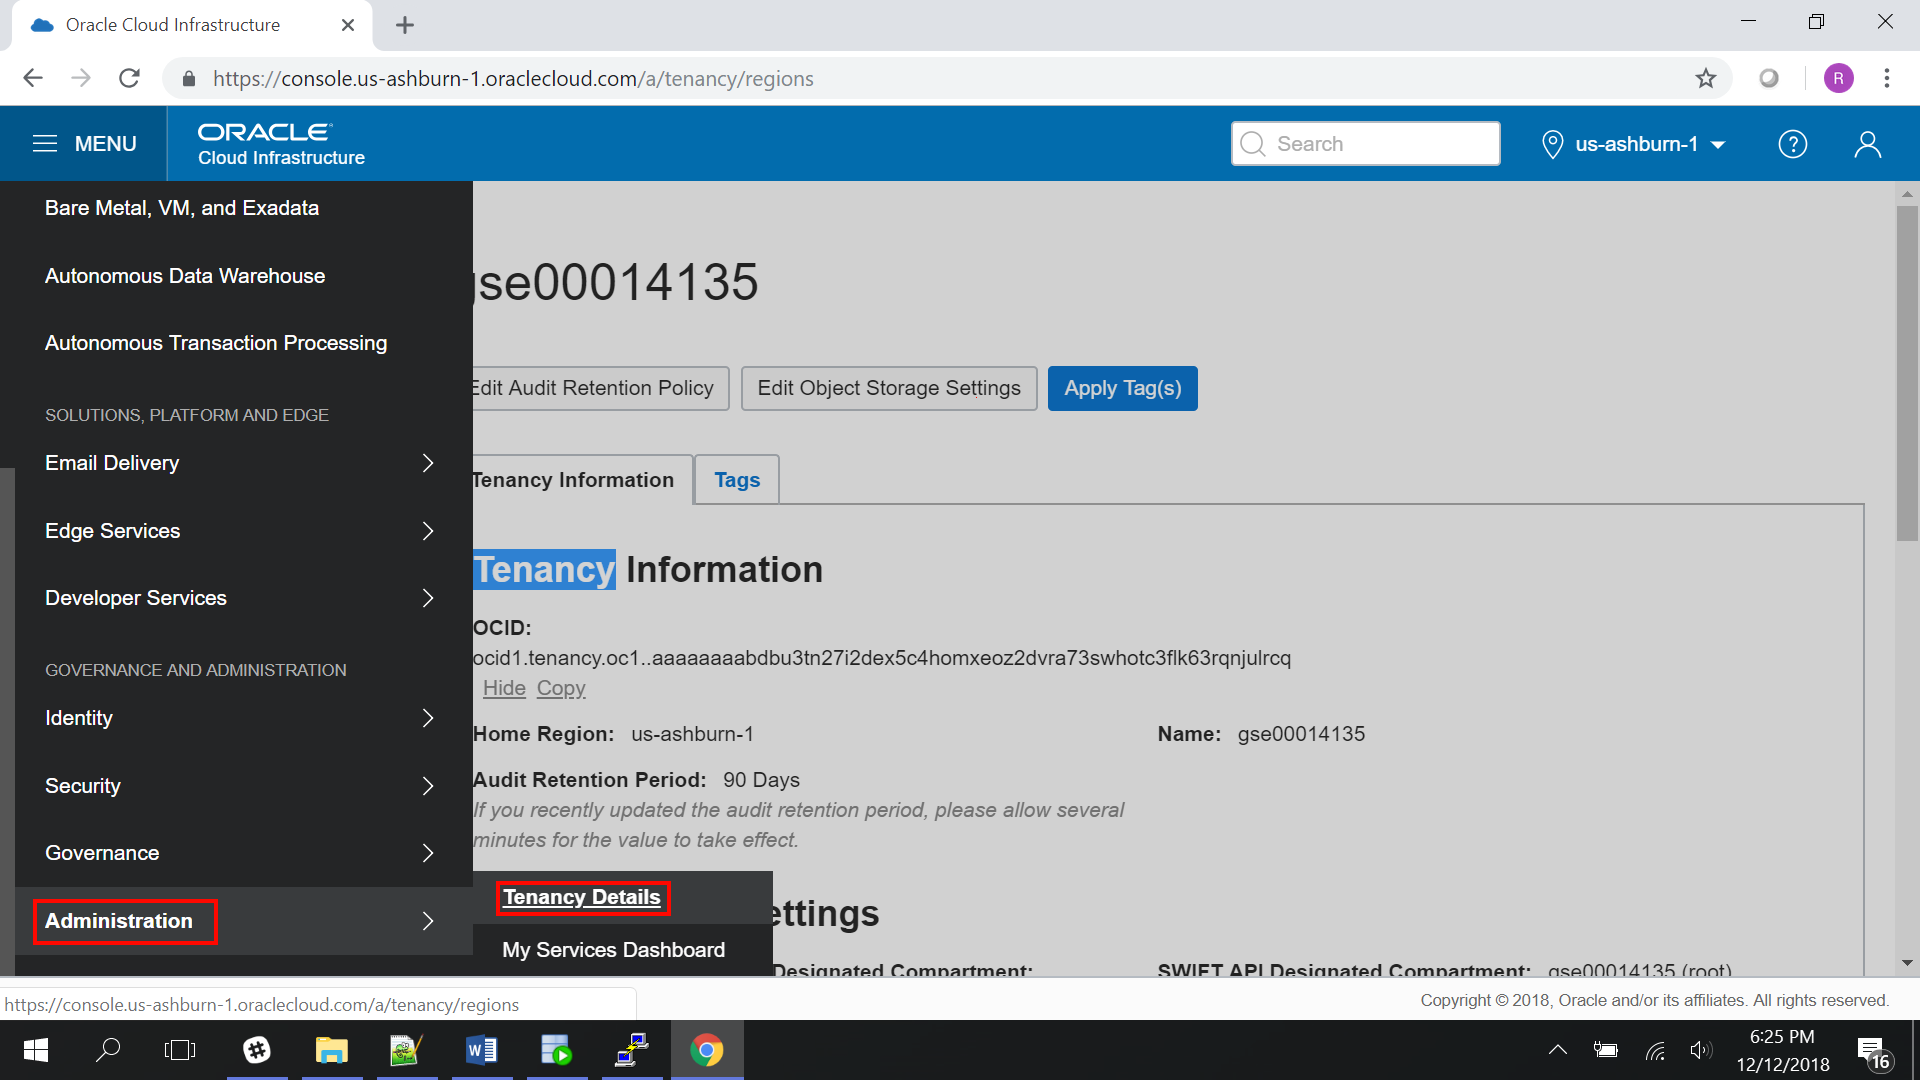 Oracle Cloud Infrastructure
https://console.us-ashburn-1.oraclecloud.com/a/tenancy/regions
R
MENU
ORACLE
Cloud Infrastructure
Search
us-ashburn-1
?
Bare Metal, VM, and Exadata
Autonomous Data Warehouse
Autonomous Transaction Processing
SOLUTIONS, PLATFORM AND EDGE
Email Delivery
Edge Services
Developer Services
GOVERNANCE AND ADMINISTRATION
Identity
Security
Governance
Administration
Tenancy Details
My Services Dashboard
gse00014135
Edit Audit Retention Policy
Edit Object Storage Settings
Apply Tag(s)
Tenancy Information
Tags
Tenancy Information
OCID:
ocid1.tenancy.oc1..aaaaaaaabdbu3tn27i2dex5c4homxeoz2dvra73swhotc3flk63rqnjulrcq
Hide Copy
Home Region: us-ashburn-1
Name: gse00014135
Audit Retention Period: 90 Days
If you recently updated the audit retention period, please allow several
minutes for the value to take effect.
ettings
Designated Compartment:
SWIFT API Designated Compartment: gse00014135 (root)
https://console.us-ashburn-1.oraclecloud.com/a/tenancy/regions
Copyright © 2018, Oracle and/or its affiliates. All rights reserved.
6:25 PM
12/12/2018
16